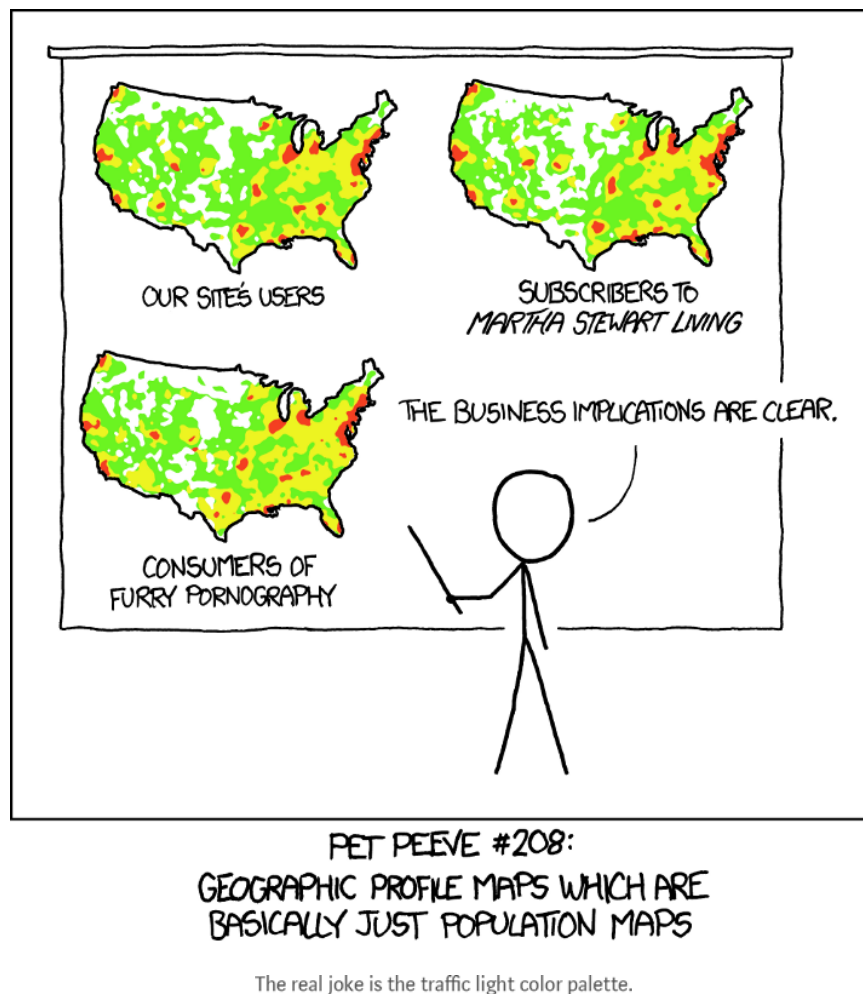 OUR SITE'S USERS
SUBSCRIBERS TO
MARTHA STEWART LIVING
THE BUSINESS IMPLICATIONS ARE CLEAR.
CONSUMERS OF
FURRY PORNOGRAPHY
PET PEEVE #208:
GEOGRAPHIC PROFILE MAPS WHICH ARE
BASICALLY JUST POPULATION MAPS
The real joke is the traffic light color palette.